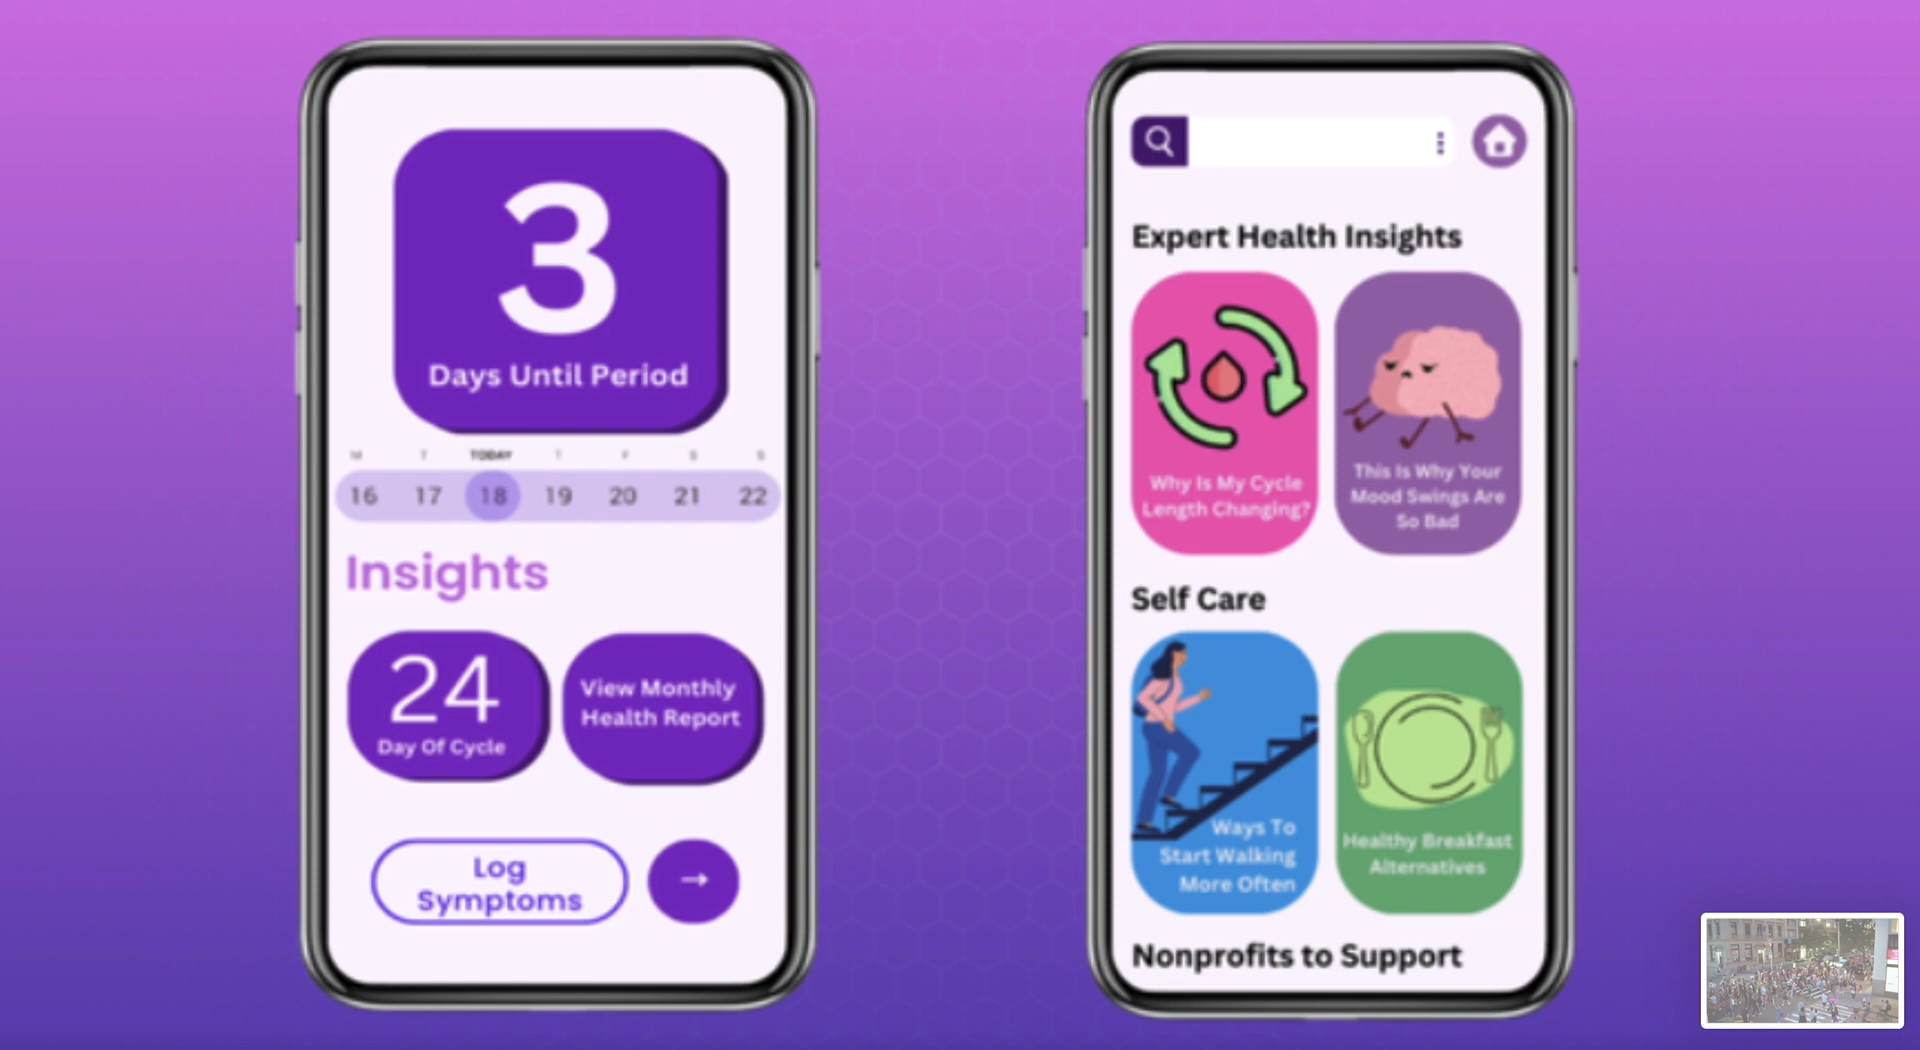 3
Days Until Period
M T TODAY T F S S
16 17 18 19 20 21 22
Insights
24
Day Of Cycle
View Monthly
Health Report
Log
Symptoms
Expert Health Insights
Why Is My Cycle
Length Changing?
This Is Why Your
Mood Swings Are
So Bad
Self Care
Ways To
Start Walking
More Often
Healthy Breakfast
Alternatives
Nonprofits to Support